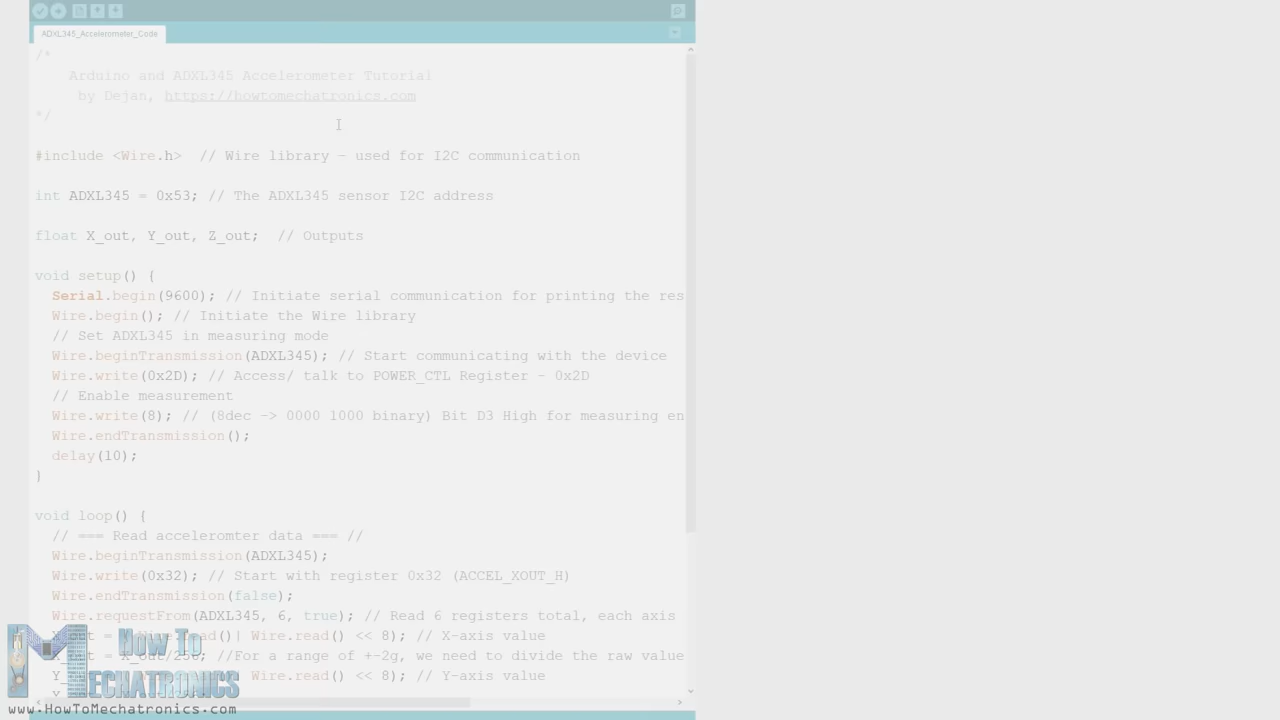 ADXL345_Accelerometer_Code
/*
Arduino and ADXL345 Accelerometer Tutorial
by Dejan, https://howtomechatronics.com
*/
#include <Wire.h>  // Wire library - used for I2C communication
int ADXL345 = 0x53; // The ADXL345 sensor I2C address
float X_out, Y_out, Z_out;  // Outputs
void setup() {
Serial.begin(9600); // Initiate serial communication for printing the res
Wire.begin(); // Initiate the Wire library
// Set ADXL345 in measuring mode
Wire.beginTransmission(ADXL345); // Start communicating with the device
Wire.write(0x2D); // Access/ talk to POWER_CTL Register - 0x2D
// Enable measurement
Wire.write(8); // (8dec -> 0000 1000 binary) Bit D3 High for measuring en
Wire.endTransmission();
delay(10);
}
void loop() {
// === Read acceleromter data === //
Wire.beginTransmission(ADXL345);
Wire.write(0x32); // Start with register 0x32 (ACCEL_XOUT_H)
Wire.endTransmission(false);
Wire.requestFrom(ADXL345, 6, true); // Read 6 registers total, each axis
Wire.read() << 8); // X-axis value
= X_out/256; //For a range of +-2g, we need to divide the raw value
Wire.read() << 8); // Y-axis value
How To
MECHATRONICS
www.HowToMechatronics.com